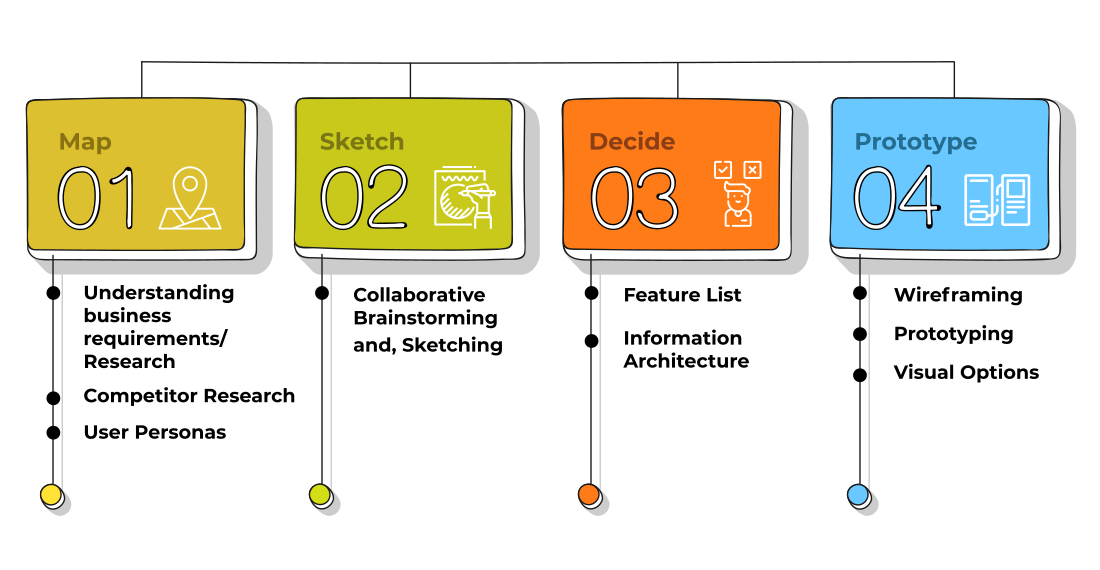 Map
01
Understanding
business
requirements/
Research
Competitor Research
User Personas
Sketch
02
Collaborative
Brainstorming
and, Sketching
Decide
03
Feature List
Information
Architecture
Prototype
04
Wireframing
Prototyping
Visual Options